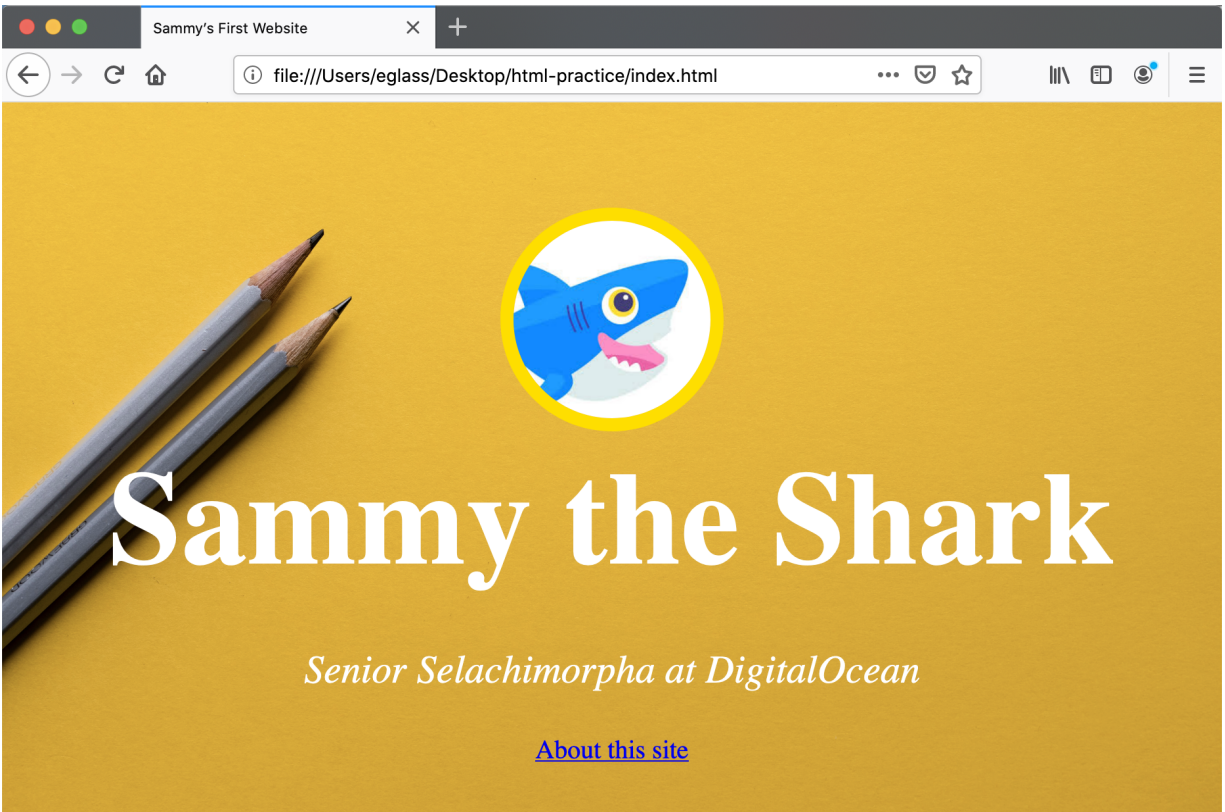 Sammy’s First Website
file:///Users/eglass/Desktop/html-practice/index.html
Sammy the Shark
Senior Selachimorpha at DigitalOcean
About this site